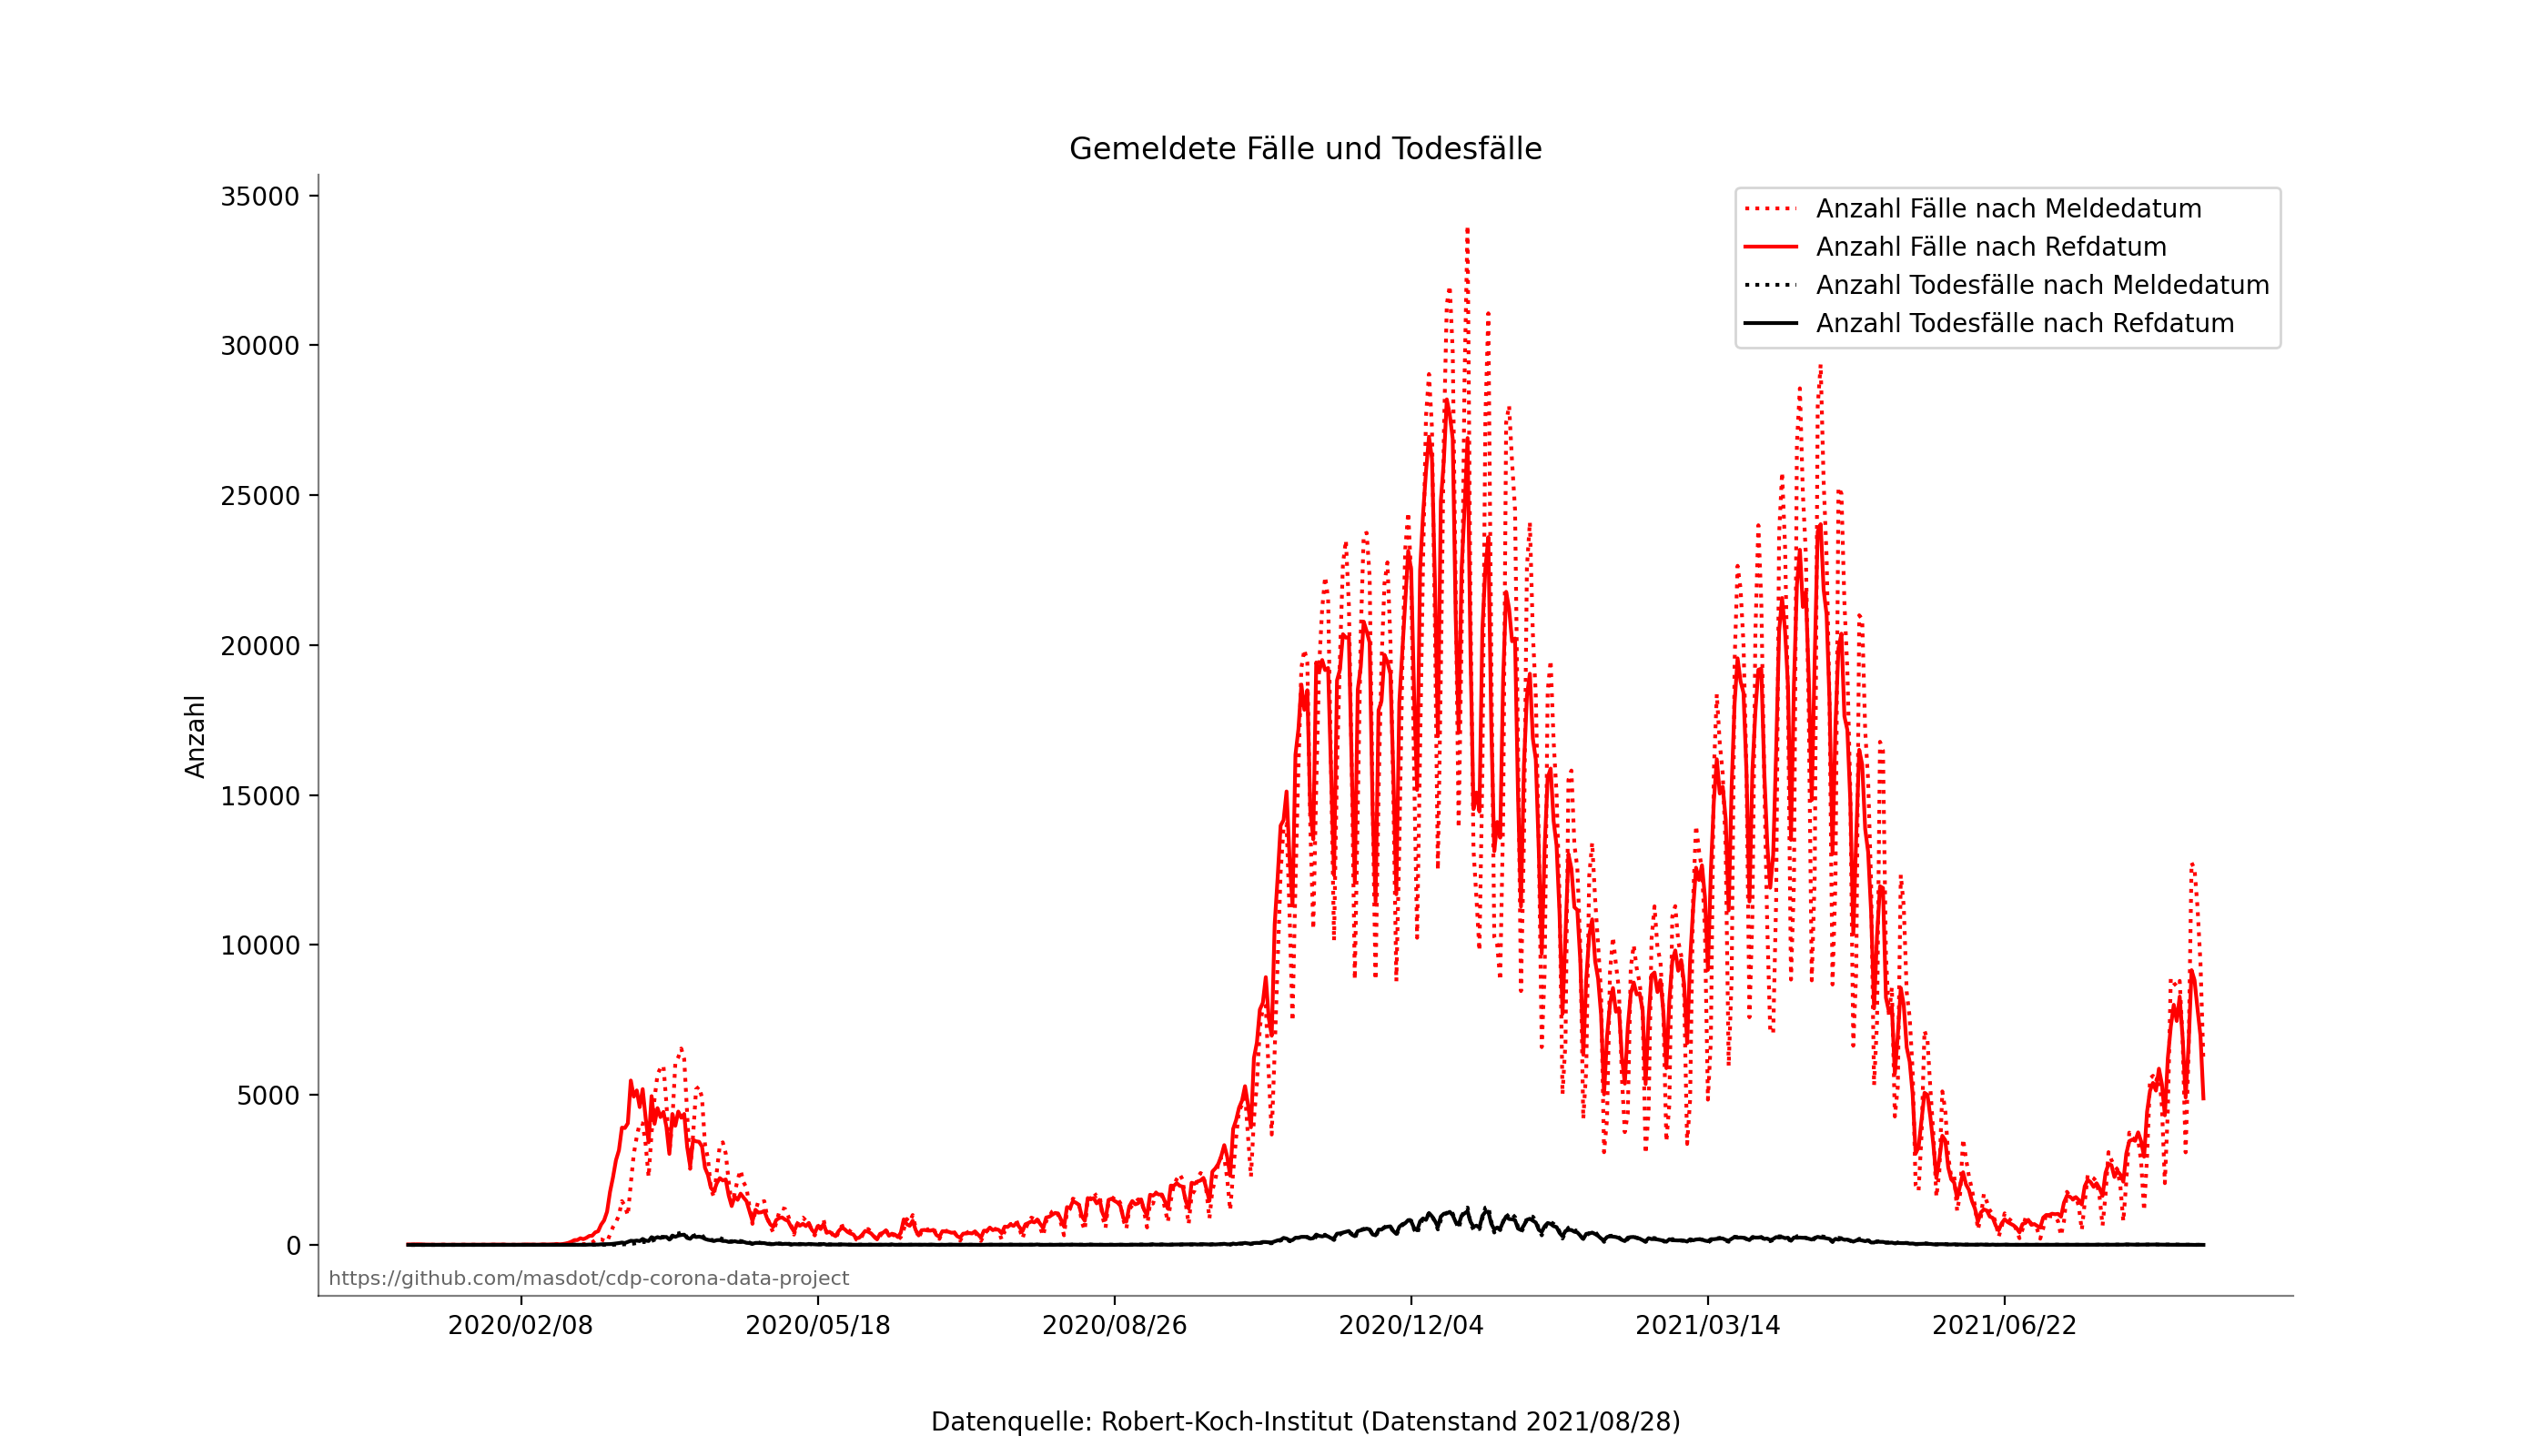 Gemeldete Fälle und Todesfälle
35000
30000
25000
20000
15000
10000
5000
0
Anzahl
Anzahl Fälle nach Meldedatum
Anzahl Fälle nach Refdatum
Anzahl Todesfälle nach Meldedatum
Anzahl Todesfälle nach Refdatum
https://github.com/masdot/cdp-corona-data-project
2020/02/08
2020/05/18
2020/08/26
2020/12/04
2021/03/14
2021/06/22
Datenquelle: Robert-Koch-Institut (Datenstand 2021/08/28)